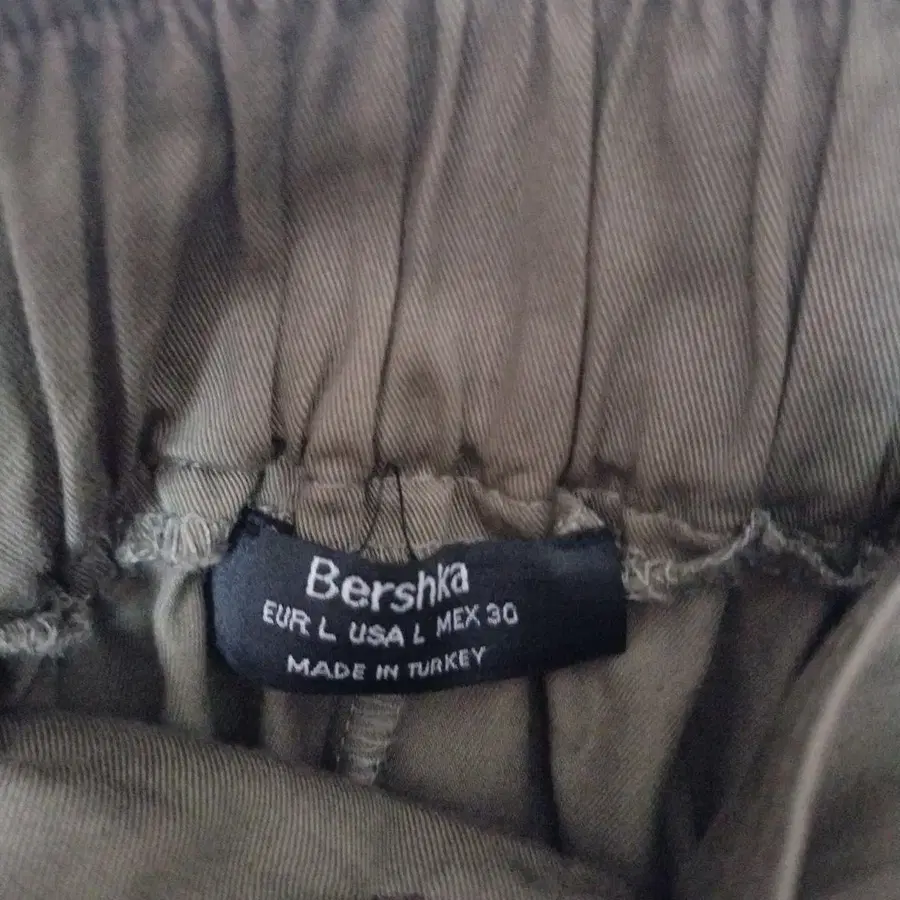 Bershka
EUR L USA L MEX 30
MADE IN TURKEY